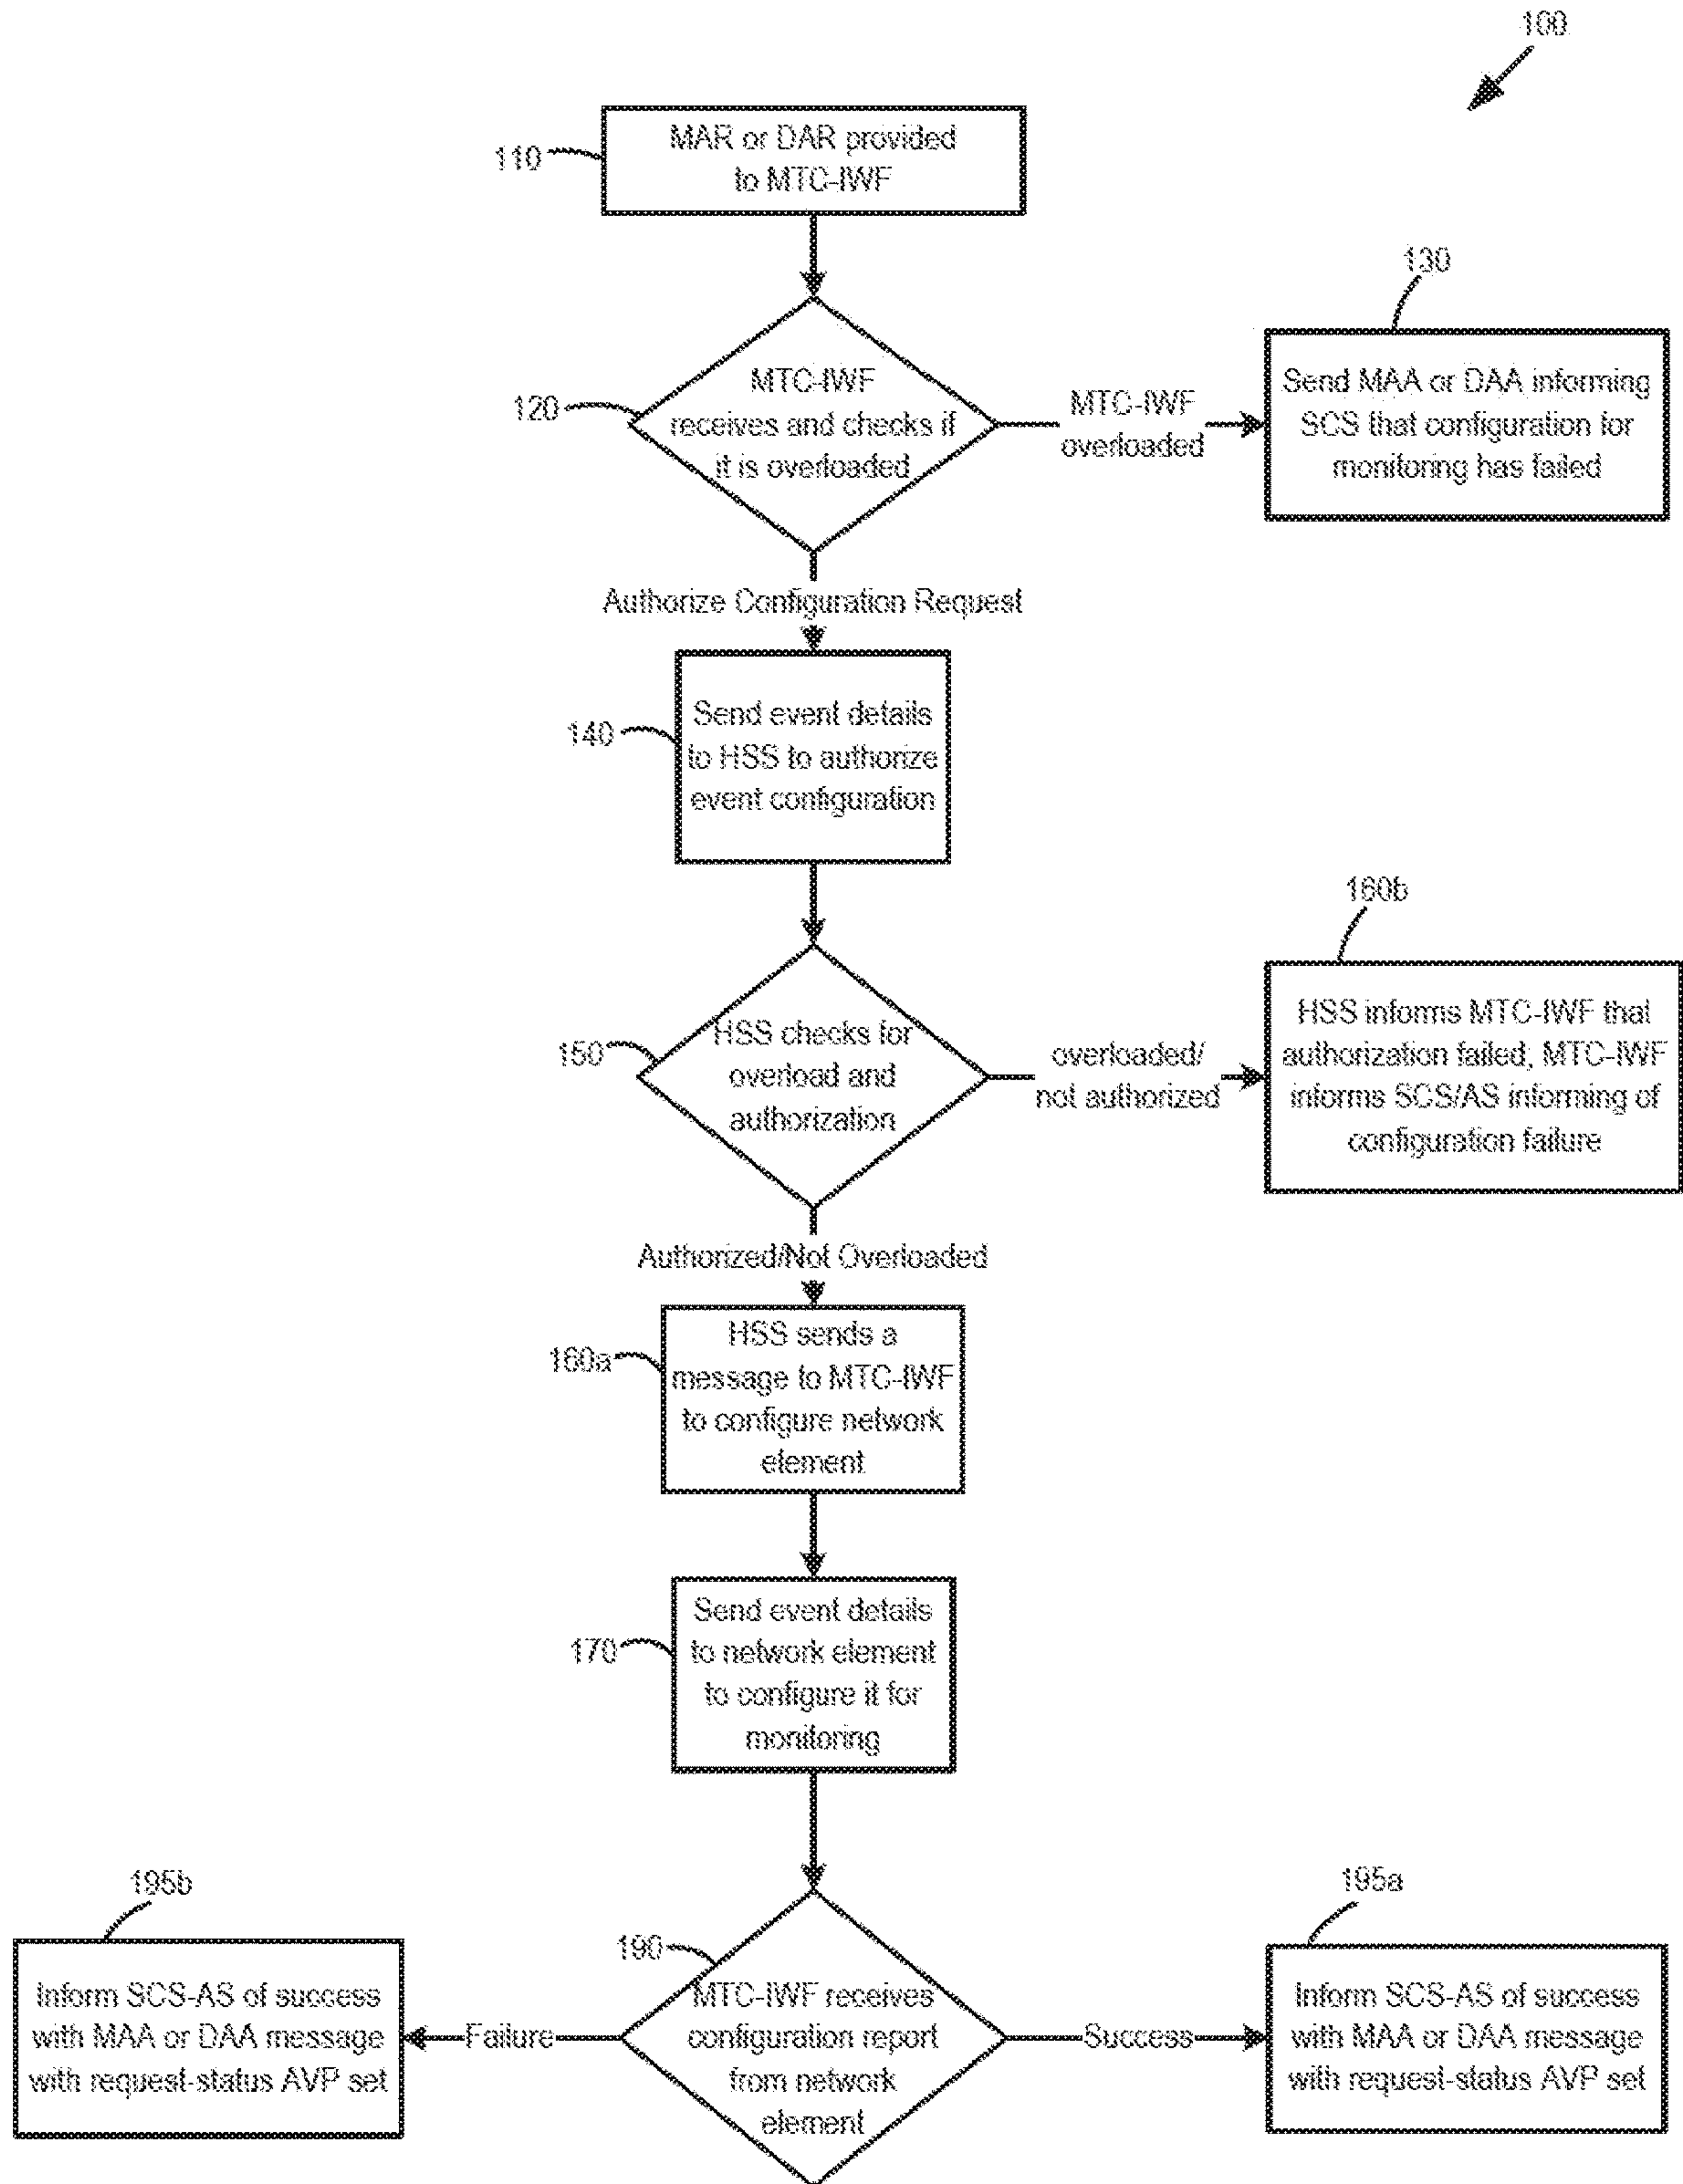 100
110
MAR or DAR provided
to MTC-IWF
120
MTC-IWF
receives and checks if
it is overloaded
MTC-IWF
overloaded
130
Send MAA or DAA informing
SCS that configuration for
monitoring has failed
Authorize Configuration Request
140
Send event details
to HSS to authorize
event configuration
150
HSS checks for
overload and
authorization
overloaded/
not authorized
160b
HSS informs MTC-IWF that
authorization failed; MTC-IWF
informs SCS/AS informing of
configuration failure
Authorized/Not Overloaded
160a
HSS sends a
message to MTC-IWF
to configure network
element
170
Send event details
to network element
to configure it for
monitoring
190
MTC-IWF receives
configuration report
from network
element
Failure
195b
Inform SCS-AS of success
with MAA or DAA message
with request-status AVP set
Success
195a
Inform SCS-AS of success
with MAA or DAA message
with request-status AVP set